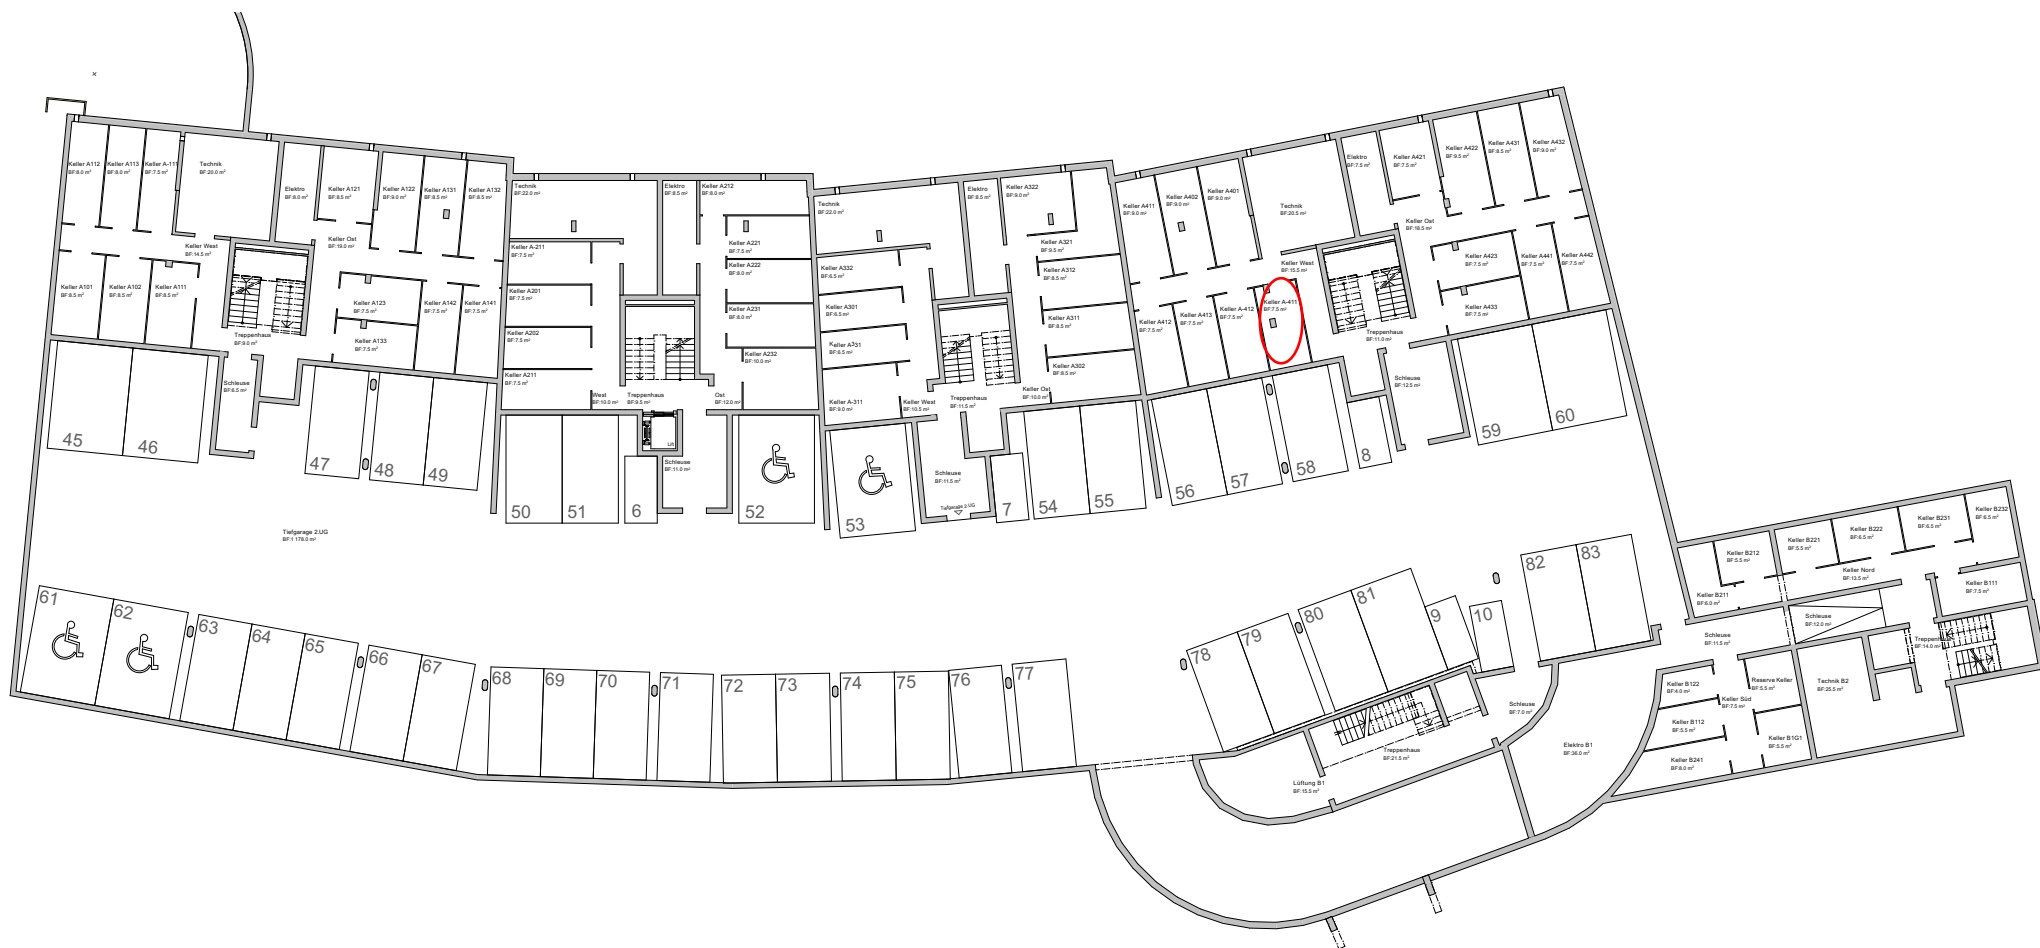 Keller A112
BF:8.0 m²
Keller A113
BF:8.0 m²
Keller A-111
BF:7.5 m²
Technik
BF:20.0 m²
Elektro
BF:8.0 m²
Keller A121
BF:8.5 m²
Keller A122
BF:9.0 m²
Keller A131
BF:8.5 m²
Keller A132
BF:8.5 m²
Keller West
BF:14.5 m²
Keller Ost
BF:19.0 m²
Keller A101
BF:8.5 m²
Keller A102
BF:8.5 m²
Keller A111
BF:8.5 m²
Treppenhaus
BF:9.0 m²
Keller A123
BF:7.5 m²
Keller A133
BF:7.5 m²
Keller A142
BF:7.5 m²
Keller A141
BF:7.5 m²
Schleuse
BF:6.5 m²
45
46
47
48
49
Technik
BF:22.0 m²
Elektro
BF:8.5 m²
Keller A212
BF:8.0 m²
Keller A-211
BF:7.5 m²
Keller A221
BF:7.5 m²
Keller A222
BF:8.0 m²
Keller A201
BF:7.5 m²
Keller A231
BF:8.0 m²
Keller A202
BF:7.5 m²
Keller A232
BF:10.0 m²
Keller A211
BF:7.5 m²
West
BF:10.0 m²
Treppenhaus
BF:9.5 m²
Ost
BF:12.0 m²
Lift
Schleuse
BF:11.0 m²
50
51
6
52
Technik
BF:22.0 m²
Elektro
BF:8.5 m²
Keller A322
BF:9.0 m²
Keller A321
BF:9.5 m²
Keller A332
BF:6.5 m²
Keller A312
BF:8.5 m²
Keller A301
BF:6.5 m²
Keller A311
BF:8.5 m²
Keller A331
BF:6.5 m²
Keller A302
BF:8.5 m²
Keller A-311
BF:9.0 m²
Keller West
BF:10.5 m²
Treppenhaus
BF:11.5 m²
Keller Ost
BF:10.0 m²
Schleuse
BF:11.5 m²
Tiefgarage 2.UG
53
7
54
55
Keller A411
BF:9.0 m²
Keller A402
BF:9.0 m²
Keller A401
BF:9.0 m²
Technik
BF:20.5 m²
Elektro
BF:7.5 m²
Keller A421
BF:7.5 m²
Keller A422
BF:9.5 m²
Keller A431
BF:8.5 m²
Keller A432
BF:9.0 m²
Keller Ost
BF:18.5 m²
Keller West
BF:15.5 m²
Keller A423
BF:7.5 m²
Keller A441
BF:7.5 m²
Keller A442
BF:7.5 m²
Keller A412
BF:7.5 m²
Keller A413
BF:7.5 m²
Keller A-412
BF:7.5 m²
Keller A-411
BF:7.5 m²
Keller A433
BF:7.5 m²
Treppenhaus
BF:11.0 m²
Schleuse
BF:12.5 m²
56
57
58
8
59
60
Tiefgarage 2.UG
BF:1 178.0 m²
61
62
63
64
65
66
67
68
69
70
71
72
73
74
75
76
77
78
79
80
81
9
10
82
83
Keller B212
BF:5.5 m²
Keller B221
BF:5.5 m²
Keller B222
BF:6.5 m²
Keller B231
BF:6.5 m²
Keller B232
BF:6.5 m²
Keller Nord
BF:13.5 m²
Keller B211
BF:6.0 m²
Keller B111
BF:7.5 m²
Schleuse
BF:12.0 m²
Schleuse
BF:11.5 m²
BF:14.0 m²
Keller B122
BF:4.0 m²
Reserve Keller
BF:5.5 m²
Technik B2
BF:25.5 m²
Keller Süd
BF:7.5 m²
Keller B112
BF:5.5 m²
Keller B1G1
BF:5.5 m²
Keller B241
BF:8.0 m²
Schleuse
BF:7.0 m²
Elektro B1
BF:36.0 m²
Treppenhaus
BF:21.5 m²
Lüftung B1
BF:15.5 m²